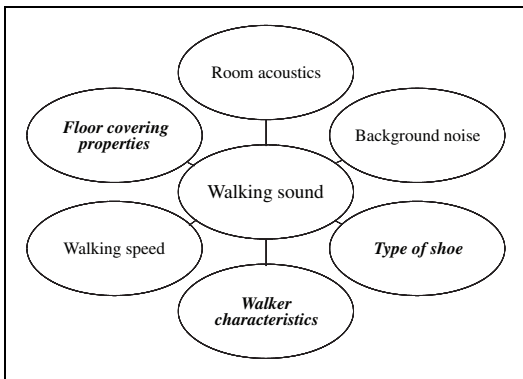 Room acoustics
Floor covering
properties
Background noise
Walking sound
Walking speed
Type of shoe
Walker
characteristics